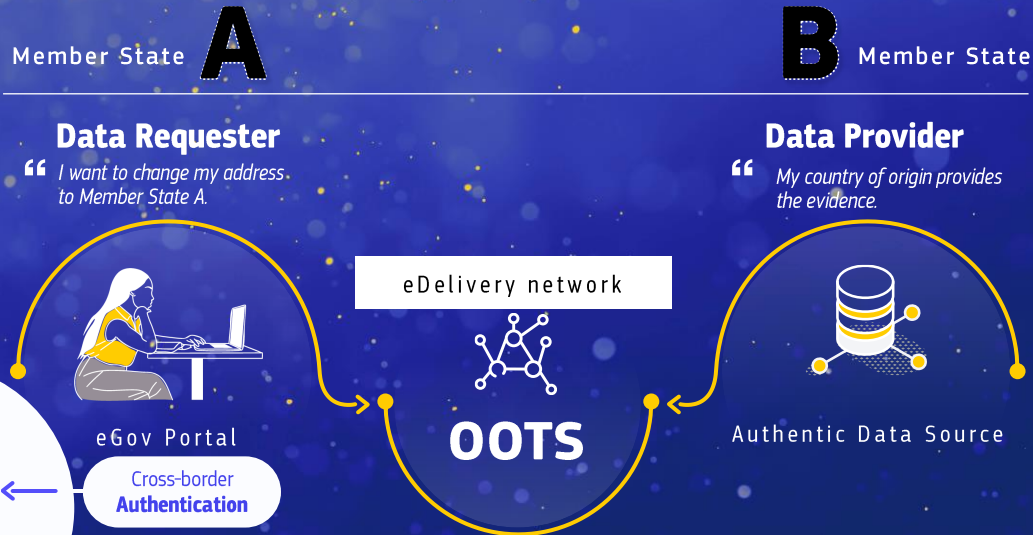 Member State A
B Member State
Data Requester
“ I want to change my address
to Member State A.
Data Provider
“ My country of origin provides
the evidence.
eDelivery network
OOTS
eGov Portal
Authentic Data Source
Cross-border
Authentication